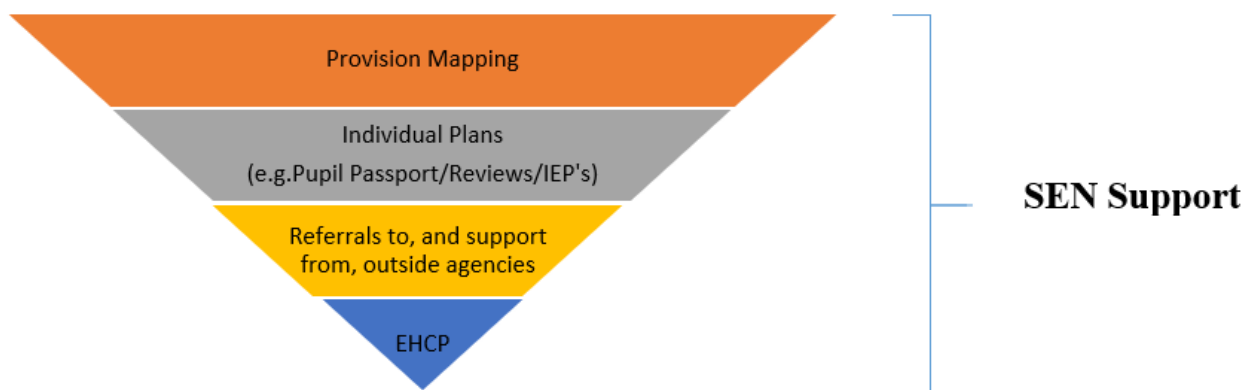 Provision Mapping
Individual Plans
(e.g.Pupil Passport/Reviews/IEP's)
Referrals to, and support
from, outside agencies
EHCP
SEN Support